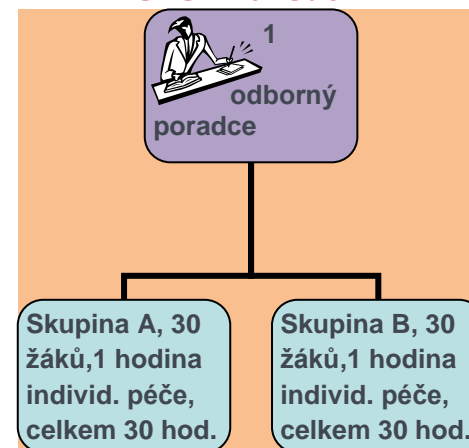 1
odborný
poradce
Skupina A, 30
žáků,1 hodina
individ. péče,
celkem 30 hod.
Skupina B, 30
žáků,1 hodina
individ. péče,
celkem 30 hod.